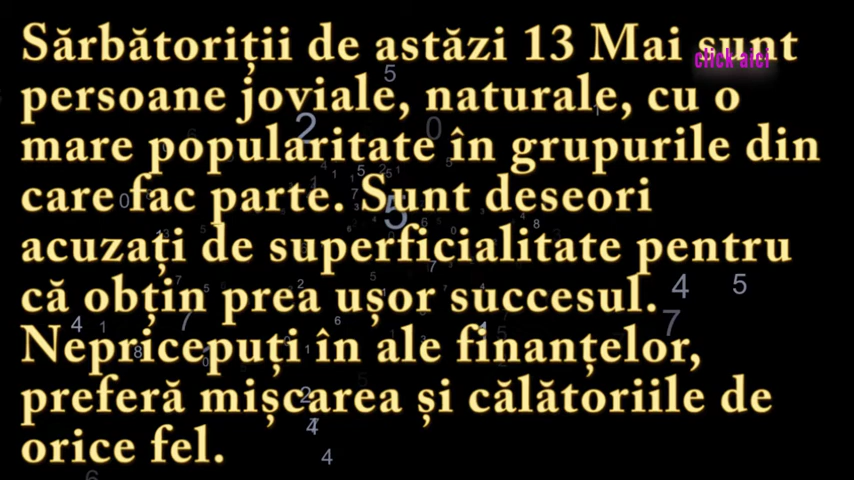 Sărbătoriții de astăzi 13 Mai sunt
click aici
persoane joviale, naturale, cu o
mare popularitate în grupurile din
care fac parte. Sunt deseori
acuzați de superficialitate pentru
că obțin prea ușor succesul.
Nepricepuți în ale finanțelor,
preferă mișcarea și călătoriile de
orice fel.